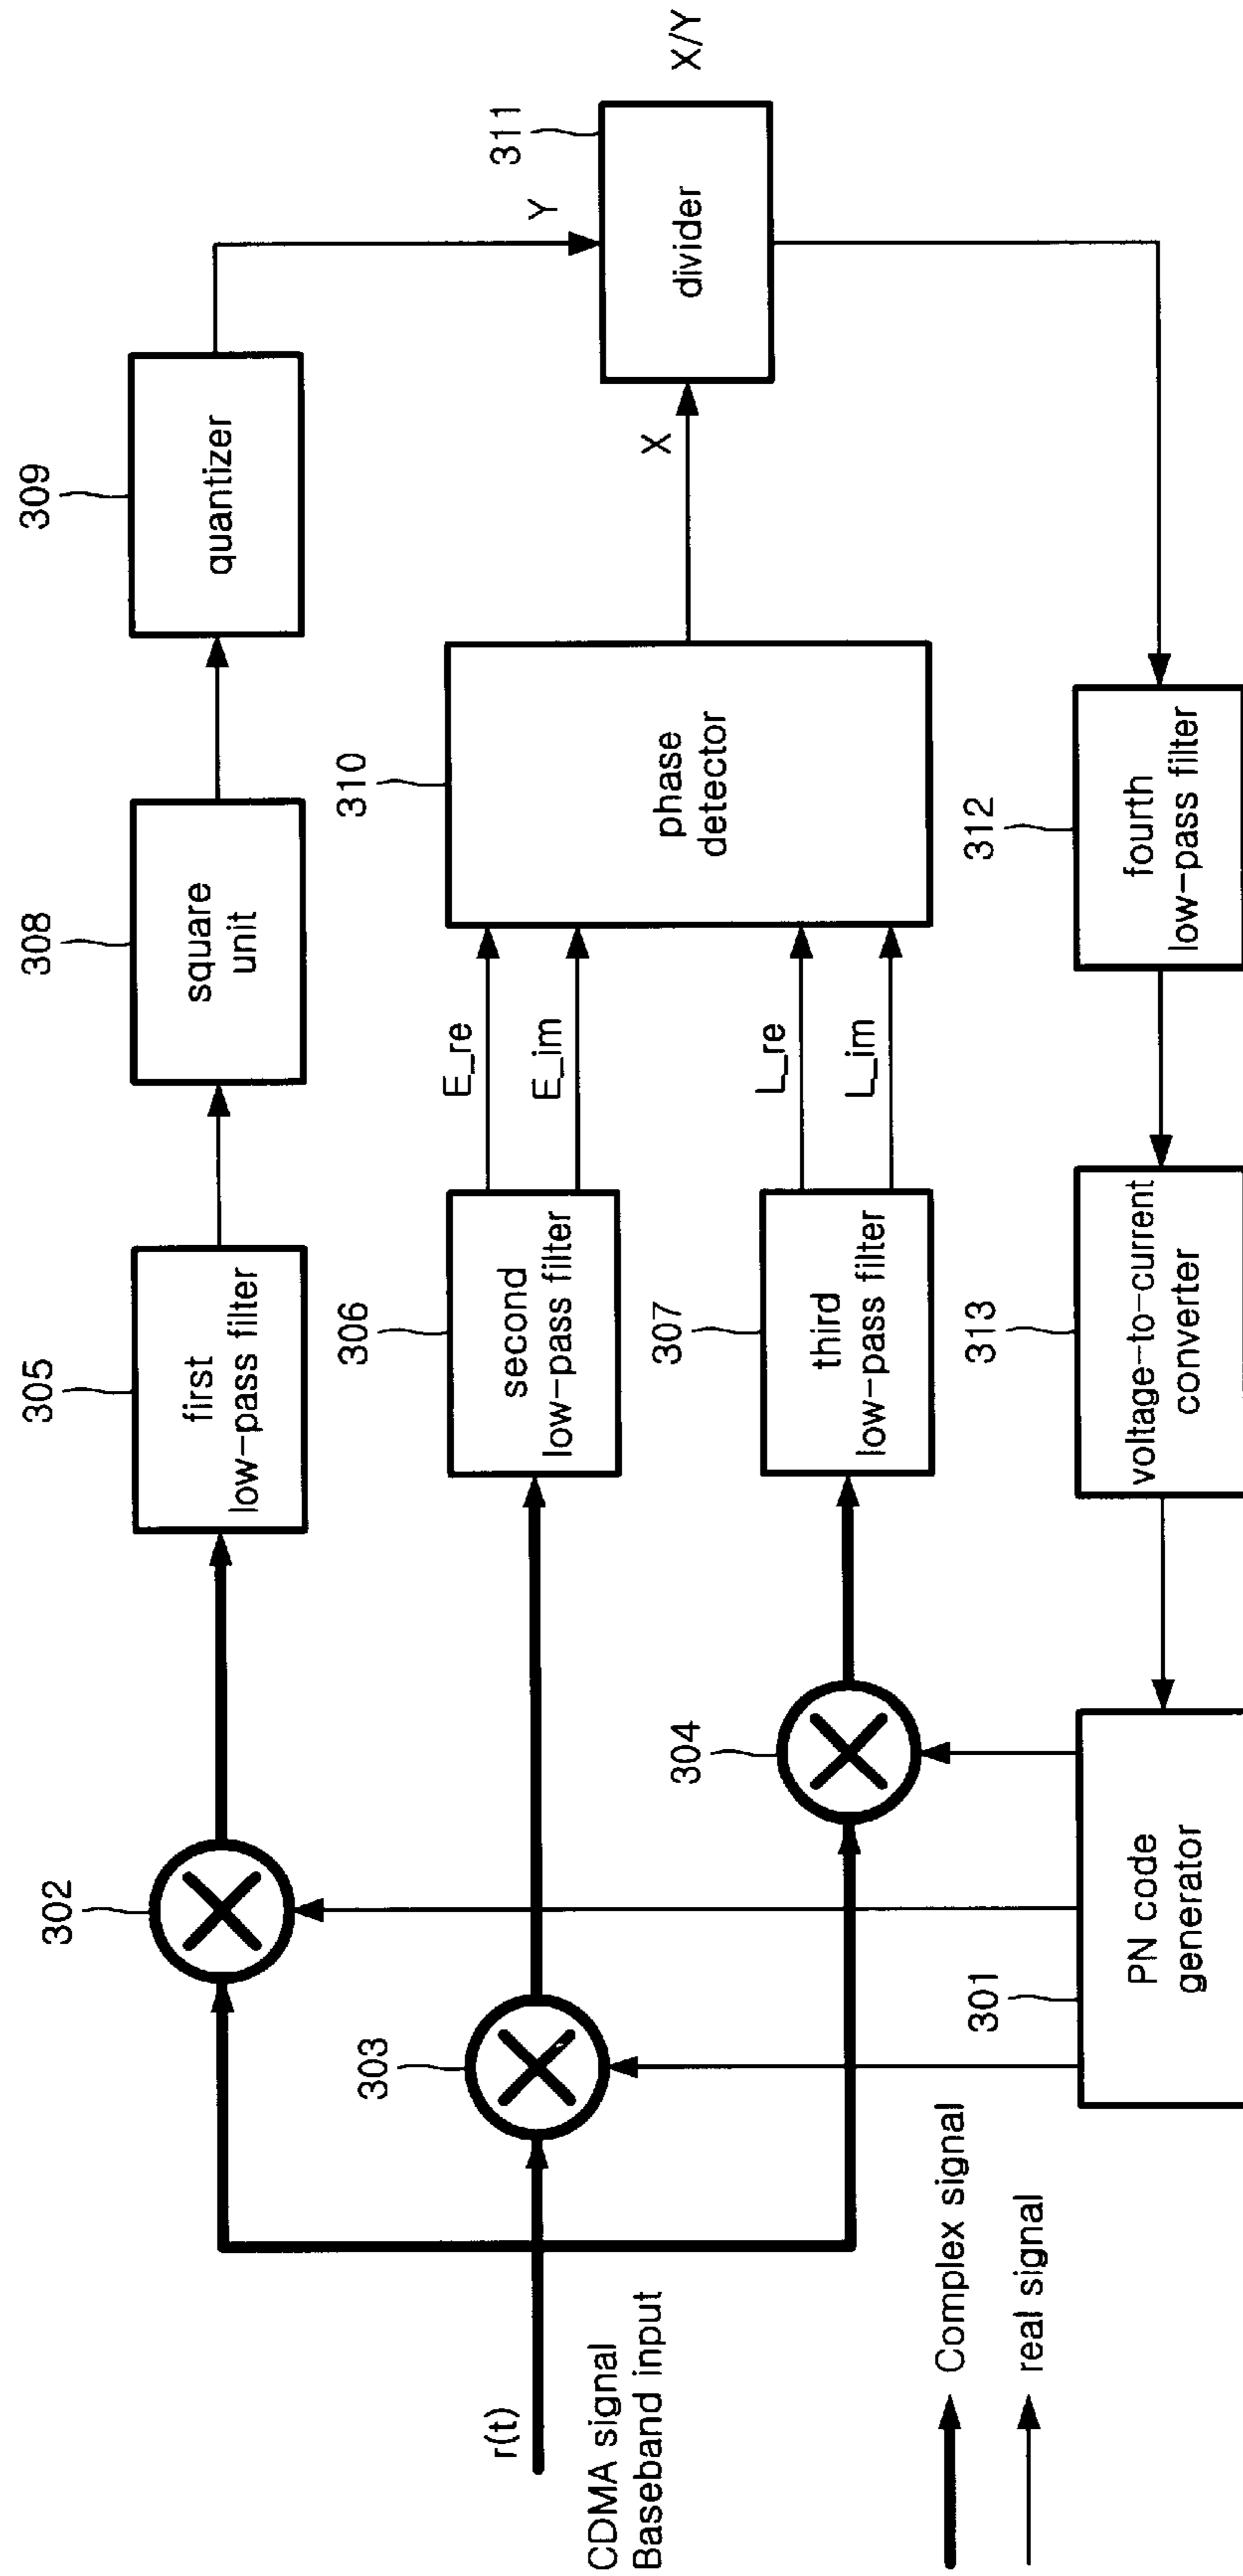 302
305
first
low-pass filter
308
square
unit
309
quantizer
Y
311
divider
X/Y
r(t)
CDMA signal
Baseband input
303
306
second
low-pass filter
E_re
E_im
310
phase
detector
X
304
307
third
low-pass filter
L_re
L_im
301
PN code
generator
313
voltage-to-current
converter
312
fourth
low-pass filter
Complex signal
real signal